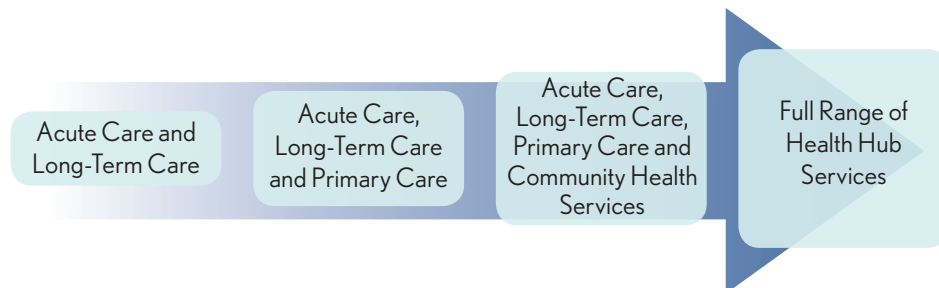 Acute Care and
Long-Term Care
Acute Care,
Long-Term Care
and Primary Care
Acute Care,
Long-Term Care,
Primary Care and
Community Health
Services
Full Range of
Health Hub
Services